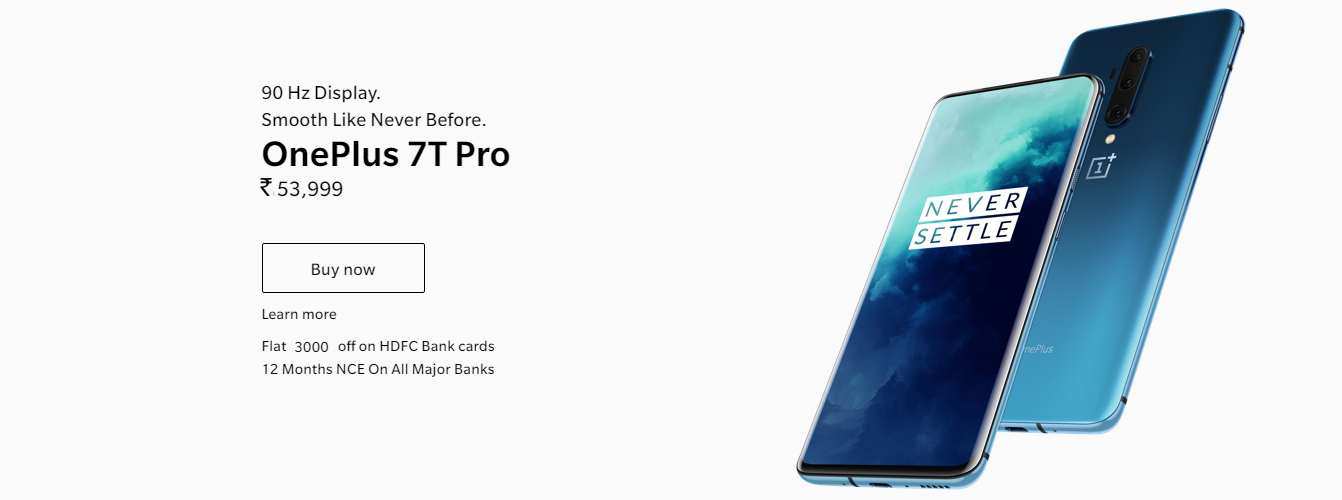 90 Hz Display.
Smooth Like Never Before.
OnePlus 7T Pro
₹ 53,999
Buy now
Learn more
Flat 3000 off on HDFC Bank cards
12 Months NCE On All Major Banks
NEVER
SETTLE
1+
nePlus